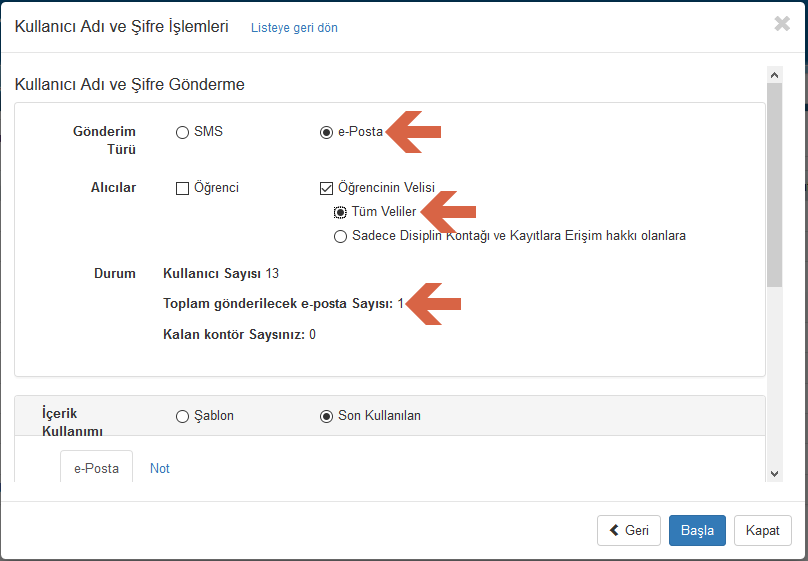 Kullanıcı Adı ve Şifre İşlemleri Listeye geri dön
Kullanıcı Adı ve Şifre Gönderme
Gönderim Türü SMS e-Posta
Alıcılar Öğrenci Öğrencinin Velisi
Tüm Veliler
Sadece Disiplin Kontağı ve Kayıtlara Erişim hakkı olanlara
Durum Kullanıcı Sayısı 13
Toplam gönderilecek e-posta Sayısı: 1
Kalan kontör Saysınız: 0
İçerik Kullanımı Şablon Son Kullanılan
e-Posta Not
Geri Başla Kapat